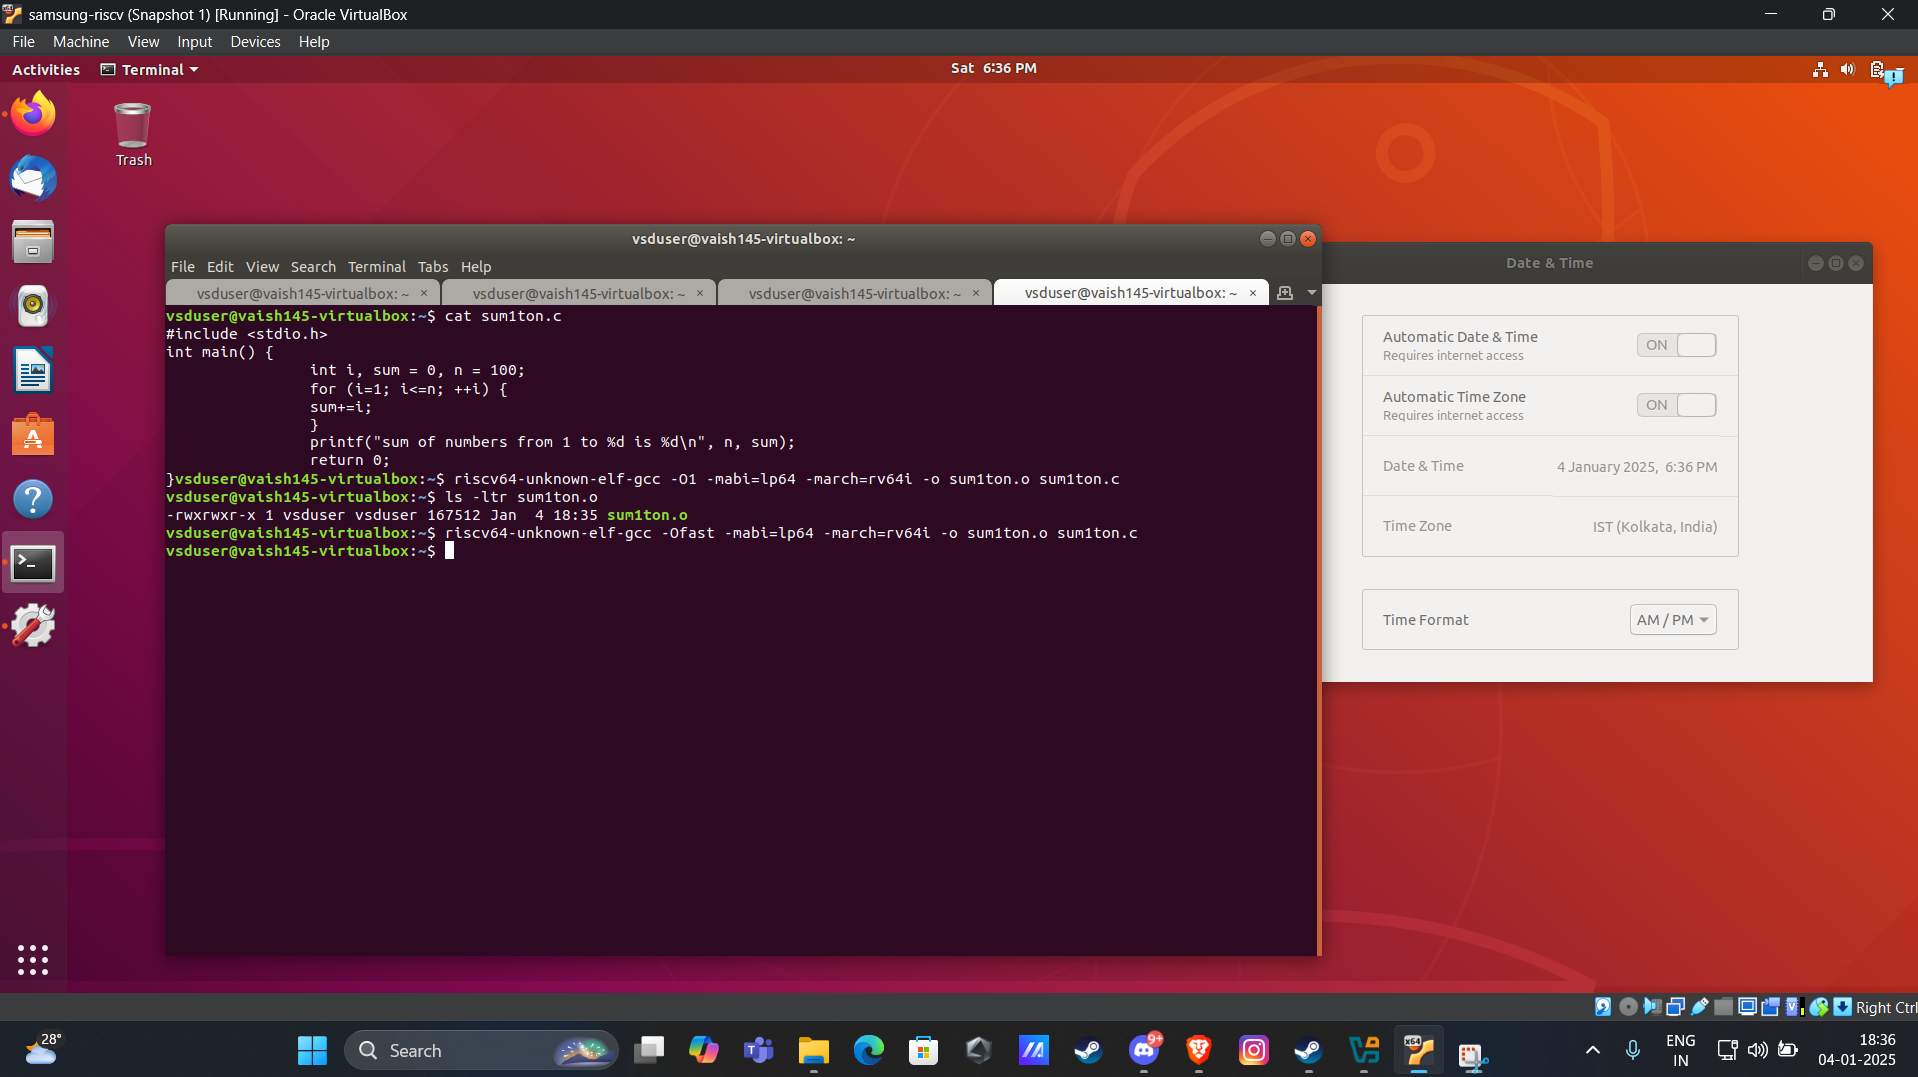 samsung-riscv (Snapshot 1) [Running] - Oracle VirtualBox
File Machine View Input Devices Help
Activities Terminal Sat 6:36 PM
Trash
vsduser@vaish145-virtualbox: ~
File Edit View Search Terminal Tabs Help
vsduser@vaish145-virtualbox: ~ × vsduser@vaish145-virtualbox: ~ × vsduser@vaish145-virtualbox: ~ × vsduser@vaish145-virtualbox: ~ ×
vsduser@vaish145-virtualbox:~$ cat sum1ton.c
#include <stdio.h>
int main() {
int i, sum = 0, n = 100;
for (i=1; i<=n; ++i) {
sum+=i;
}
printf("sum of numbers from 1 to %d is %d\n", n, sum);
return 0;
}vsduser@vaish145-virtualbox:~$ riscv64-unknown-elf-gcc -O1 -mabi=lp64 -march=rv64i -o sum1ton.o sum1ton.c
vsduser@vaish145-virtualbox:~$ ls -ltr sum1ton.o
-rwxrwxr-x 1 vsduser vsduser 167512 Jan  4 18:35 sum1ton.o
vsduser@vaish145-virtualbox:~$ riscv64-unknown-elf-gcc -Ofast -mabi=lp64 -march=rv64i -o sum1ton.o sum1ton.c
vsduser@vaish145-virtualbox:~$
Date & Time
Automatic Date & Time
Requires internet access
ON
Automatic Time Zone
Requires internet access
ON
Date & Time 4 January 2025, 6:36 PM
Time Zone IST (Kolkata, India)
Time Format AM / PM
Right Ctrl
28°
Search
9+
x64
ENG
IN
18:36
04-01-2025